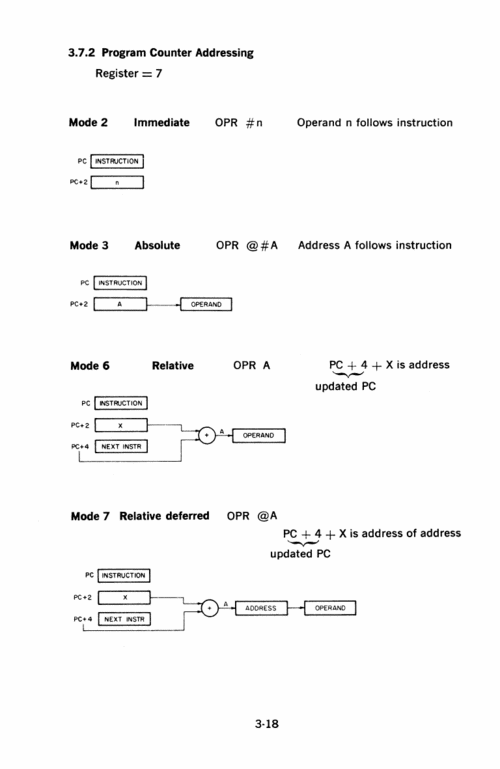 3.7.2 Program Counter Addressing
Register = 7
Mode 2 Immediate OPR #n Operand n follows instruction
PC INSTRUCTION
PC+2 n
Mode 3 Absolute OPR @#A Address A follows instruction
PC INSTRUCTION
PC+2 A OPERAND
Mode 6 Relative OPR A PC + 4 + X is address
updated PC
PC INSTRUCTION
PC+2 X
+ A OPERAND
PC+4 NEXT INSTR
Mode 7 Relative deferred OPR @A
PC + 4 + X is address of address
updated PC
PC INSTRUCTION
PC+2 X
+ A ADDRESS OPERAND
PC+4 NEXT INSTR
3-18